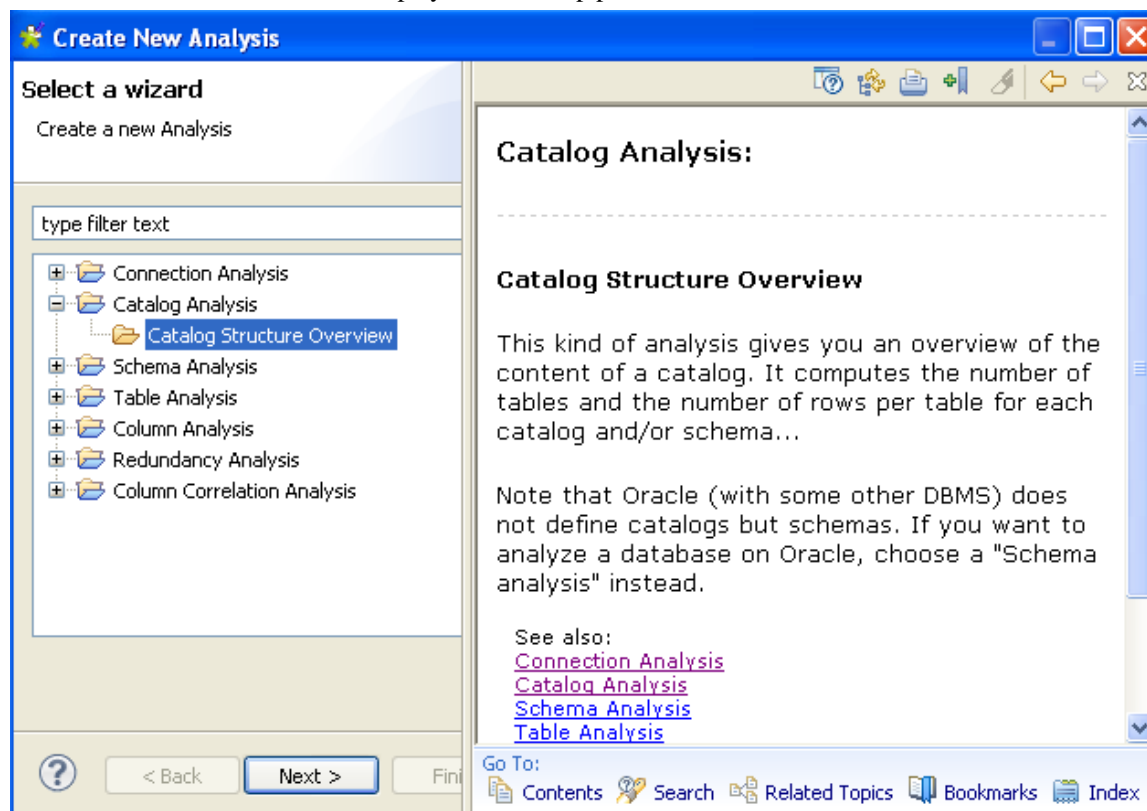 Create New Analysis
Select a wizard
Create a new Analysis
type filter text
Connection Analysis
Catalog Analysis
Catalog Structure Overview
Schema Analysis
Table Analysis
Column Analysis
Redundancy Analysis
Column Correlation Analysis
< Back
Next >
Fini
Catalog Analysis:
Catalog Structure Overview
This kind of analysis gives you an overview of the
content of a catalog. It computes the number of
tables and the number of rows per table for each
catalog and/or schema...
Note that Oracle (with some other DBMS) does
not define catalogs but schemas. If you want to
analyze a database on Oracle, choose a "Schema
analysis" instead.
See also:
Connection Analysis
Catalog Analysis
Schema Analysis
Table Analysis
Go To:
Contents Search Related Topics Bookmarks Index